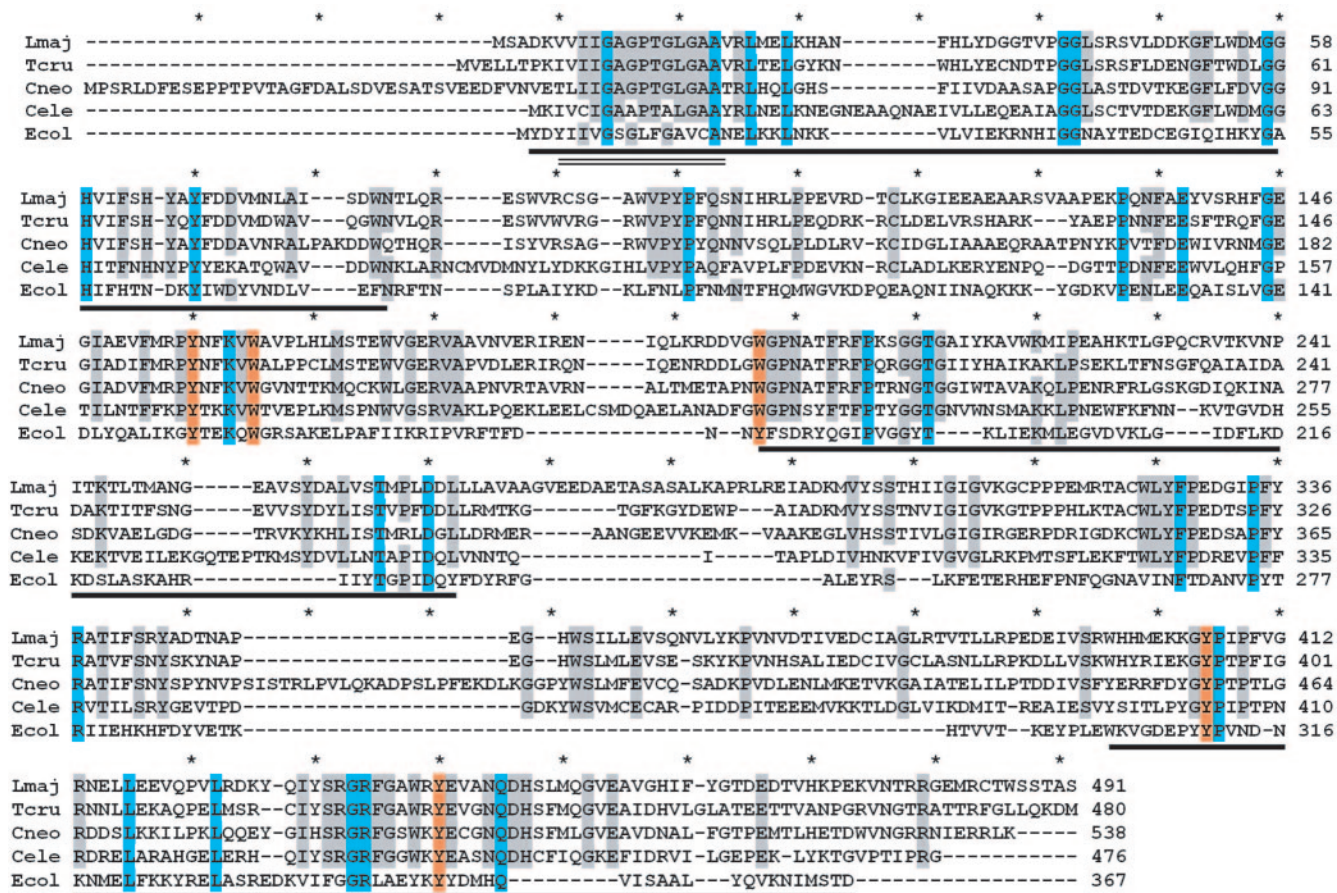 * * * * * * * * * *
Lmaj ----------------------------------MSADKVVIIGAGPTGLGAAVRLMELKHAN--------FHLYDGGTVPGGLSRSVLDDKGFLWDMGG 58
Tcru -------------------------------MVELLTPKIVIIGAGPTGLGAAVRLTELGYKN--------WHLYECNDTPGGLSRSFLDENGFTWDLGG 61
Cneo MPSRLDFESEPPTPVTAGFDALSDVESATSVEEDFVNVETLIIGAGPTGLGAATRLHQLGHS---------FIIVDAASAPGGLASTDVTKEGFLFDVGG 91
Cele ------------------------------------MKIVCIGAAPTALGAAYRLNELKNEGNEAAQNAEIVLLEQEAIAGGLSCTVTDEKGFLWDMGG 63
Ecol ------------------------------------MYDYIIVGSGLFGAVCANELKKLNKK---------VLVIEKRNHIGGNAYTEDCEGIQIHKYGA 55
* * * * * * * * * *
Lmaj HVIFSH-YAYFDDVMNLAI---SDWNTLQR-----ESWVRCSG-AWVPYPFQSNIHRLPPEVRD-TCLKGIEEAEAARSVAAPEKPQNFAEYVSRHFGE 146
Tcru HVIFSH-YAYFDDVMDWAV---QGWNVLQR-----ESWVWVRG-RWVPYPFQNNIHRLPEQDRK-RCLDELVRSHARK---YAEPPNNFEESFTRQFGE 146
Cneo HVIFSH-YAYFDDAVNRALPAKDDWQTHQR-----ISYVRSAG-RWVPYPYQNNVSQLPLDLRV-KCIDGLIAAAEQRAATPNYKPVTFDEWIVRNMGE 182
Cele HITFNHNYPYYEKATQWAV---DDWNKLARNCMVDMNYLYDKKGIHLVPYPAQFAVPLFPDEVKN-RCLADLKERYENPQ--DGTTPDNFEEWVLQHFGP 157
Ecol HIFHTN-DKYIWDYVNDLV---EFNRFTN-----SPLAIYKD-KLFNLPFNMNTFHQMWGVKDPQEAQNIINAQKKK---YGDKVPENLEEQAISLVGE 141
* * * * * * * * * *
Lmaj GIAEVFMRPYNFKVWAVPLHLMSTEWVGERVAAVNVERIREN-----IQLKRDDVGWGPNATFRFPKSGGTGAIYKAVWKMIPEAHKTLGPQCRVTKVNP 241
Tcru GIADIFMRPYNFKVWALPPCLMSTEWVGERVAPVDLERIRQN-----IQENRDDLGWGPNATFRFPQRGGTGIIYHAIKAKLPSEKLTFNSGFQAIAIDA 241
Cneo GIADVFMRPYNFKVWGVNTTKMQCKWLGERVAAPNVRTAVRN-----ALTMETAPNWGPNATFRFPTRNGTGGIWTAVAKQLPENRFRLGSKGDIQKINA 277
Cele TILNTFFKPYTKKVWTVEPLKMSPNWVGSRVAKLPQEKLEELCSMDQAELANADFGWGPNSYFTFPTYGGTGNVWNSMAKKLPNEWFKFNN--KVTGVDH 255
Ecol DLYQALIKGYTEKQWGRSAKELPAFIIKRIPVRFTFD--------------N--NYFSDRYQGIPVGGYT----KLIEKMLEGVDVKLG----IDFLKD 216
* * * * * * * * * *
Lmaj ITKTLTMANG-----EAVSYDALVSTMPLDDLLLAVAAGVEEDAETASASALKAPRLREIADKMVYSSTHIIGIGVKGCPPPEMRTACWLYFPEDGIPFY 336
Tcru DAKTITFSNG-----EVVSYDYLISTVPFDDLLRMTKG-------TGFKGYDEWP----AIADKMVYSSTNVIGIGVKGTPPPHLKTACWLYFPEDTSPFY 326
Cneo SDKVAELGDG-----TRVKYKHLISTMRLDGLLDRMER------AANGEEVVKEMK-VAAKEGLVHSSTIVLGIGIRGERPDRIGDKCWLYFPEDSAPFY 365
Cele KEKTVEILEKGQTEPTKMSYDVILNTAPIDQLVNNTQ-------------I----TAPLDIVHNKVFIVGVGLRKPMTSFLEKFTWLYFPDREVPFF 335
Ecol KDSLASKAHR-----------IIYTGPIDQYFDYRFG------------------------ALEYRS---LKFETERHEFPNFQGNAVINFTDANVPYT 277
* * * * * * * * * *
Lmaj RATIFSRYADTNAP----------------------EG--HWSILLEVSQNVLYKPVNVDTIVEDCIAGLRTVTLLRPEDEIVSRWHHMEKKGYPIPFVG 412
Tcru RATVFSNYSKYNAP----------------------EG--HWSLMLEVSE-SKYKPVNHSALIEDCIVGCLASNLLRPKDLLVSKWHYRIEKGYPTPFIG 401
Cneo RATIFSNYSPYNVPSISTRLPVLQKADPSLPFEKDLKGGPYWSLMFEVCQ-SADKPVDLENLMKETVKGAIATELILPTDDIVSFYERRFDYGYPTPTLG 464
Cele RVTILSRYGEVTPD-----------------------GDKYWSVMCECAR-PIDDPITEEEMVKKTLDGLVIKDMIT-REAIESVYSITLPYGYPIPTPN 410
Ecol RIIEHKHFDYVETK------------------------------------------HTVVT---KEYPLEWKVGDEPYYPVND-N 316
* * * * * * * * *
Lmaj RNELLEEVQPVLRDKY-QIYSRGRFGAWRYEVANQDHSLMQGVEAVGHIF-YGTDEDTVHKPEKVNTRRGEMRCTWSSTAS 491
Tcru RNNLLEKAQPELMSR-CIYSRGRFGAWRYEVGNQDHSFMQGVEAIDHVLGLATEETTVANPGRVNGTRATTRFGLLQKDM 480
Cneo RDDSLKKILPKLQQEY-GIHSRGRFGSWKYECGNQDHSFMLGVEAVDNAL-FGTPEMTLHETDWVNGRRNIERRLK----- 538
Cele RDRELARAHGELERH--QIYSRGRFGGWKYEASNQDHCFIQGKEFIDRVI-LGEPEK-LYKTGVPTIPRG----------- 476
Ecol KNMELFKKYRELASREDKVIFGGRLAEYKYYDMHQ---------VISAAL---YQVKNIMSTD------------------ 367